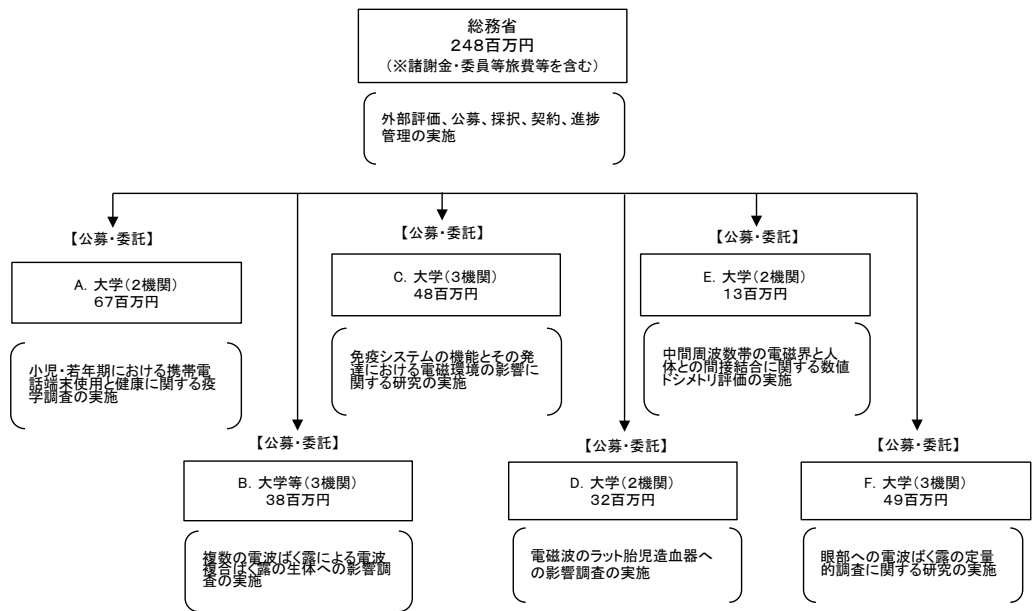 総務省
248百万円
（※諸謝金・委員等旅費等を含む）
外部評価、公募、採択、契約、進捗
管理の実施
【公募・委託】
A. 大学（2機関）
67百万円
小児・若年期における携帯電
話端末使用と健康に関する疫
学調査の実施
【公募・委託】
C. 大学（3機関）
48百万円
免疫システムの機能とその発
達における電磁環境の影響に
関する研究の実施
【公募・委託】
E. 大学（2機関）
13百万円
中間周波数帯の電磁界と人
体との間接結合に関する数値
ドシメトリ評価の実施
【公募・委託】
B. 大学等（3機関）
38百万円
複数の電波ばく露による電波
複合ばく露の生体への影響調
査の実施
【公募・委託】
D. 大学（2機関）
32百万円
電磁波のラット胎児造血器へ
の影響調査の実施
【公募・委託】
F. 大学（3機関）
49百万円
眼部への電波ばく露の定量
的調査に関する研究の実施